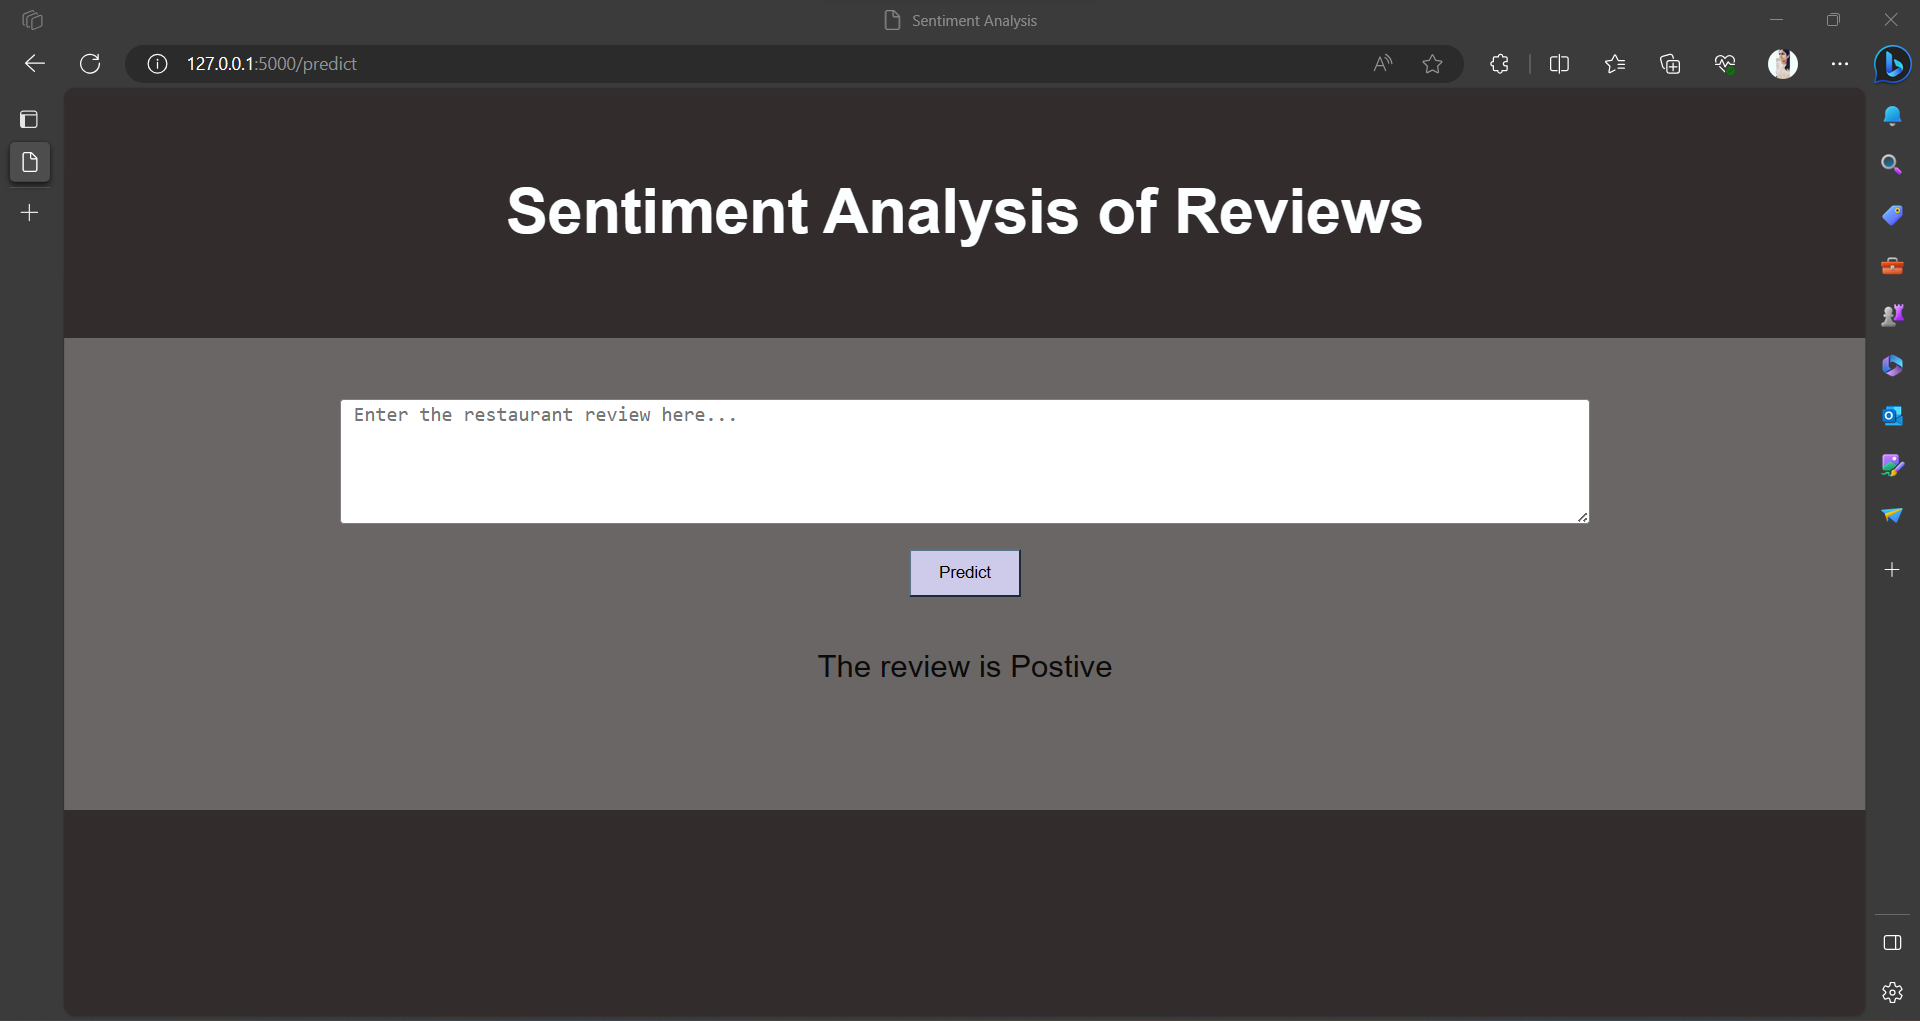 Sentiment Analysis
127.0.0.1:5000/predict
Sentiment Analysis of Reviews
Enter the restaurant review here...
Predict
The review is Postive